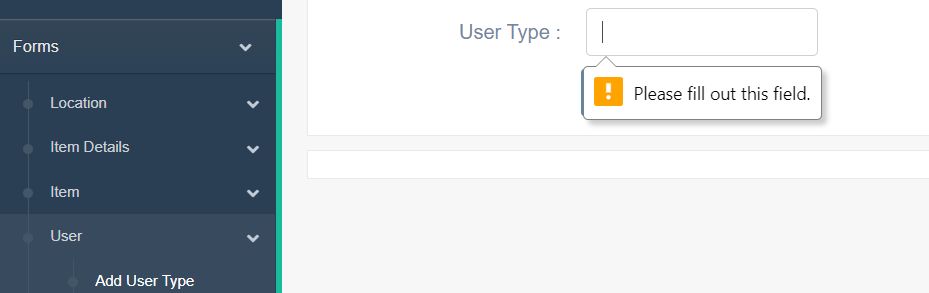 Forms
Location
Item Details
Item
User
Add User Type
User Type :
Please fill out this field.